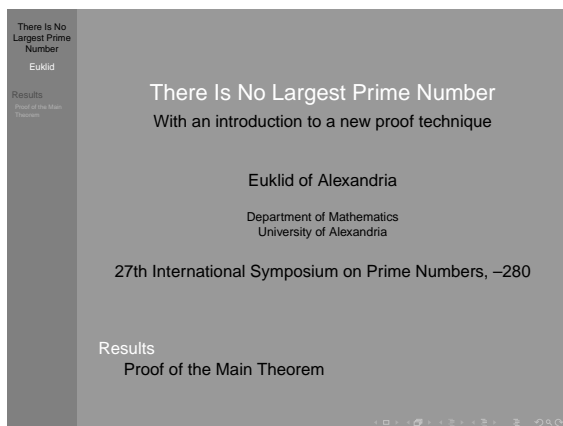 There Is No
Largest Prime
Number
Euklid
Results
Proof of the Main
Theorem
There Is No Largest Prime Number
With an introduction to a new proof technique
Euklid of Alexandria
Department of Mathematics
University of Alexandria
27th International Symposium on Prime Numbers, –280
Results
Proof of the Main Theorem